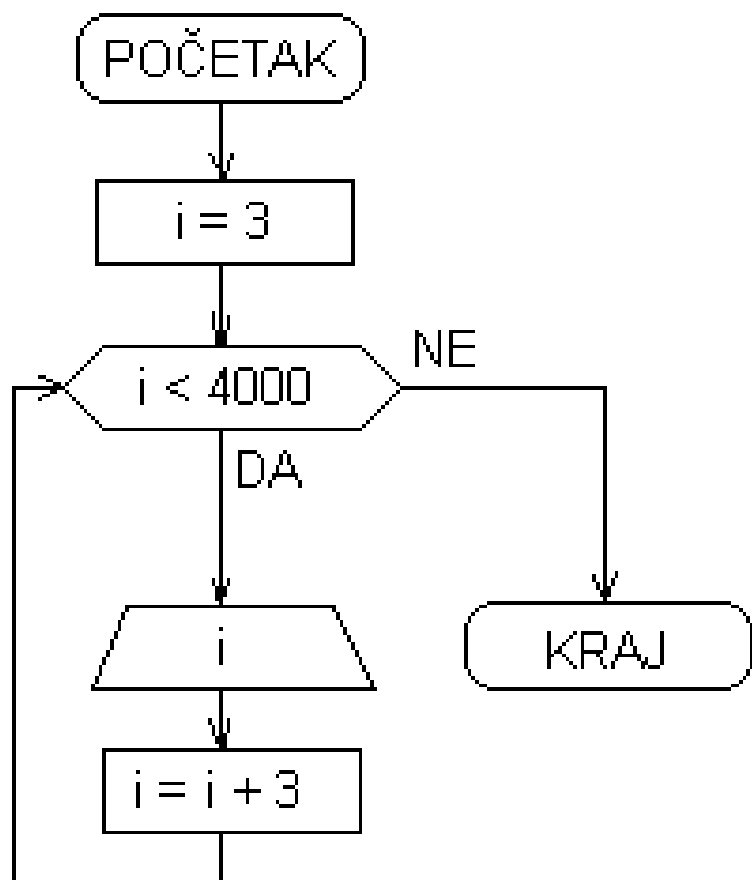 POČETAK
i = 3
i < 4000
NE
DA
i
KRAJ
i = i + 3